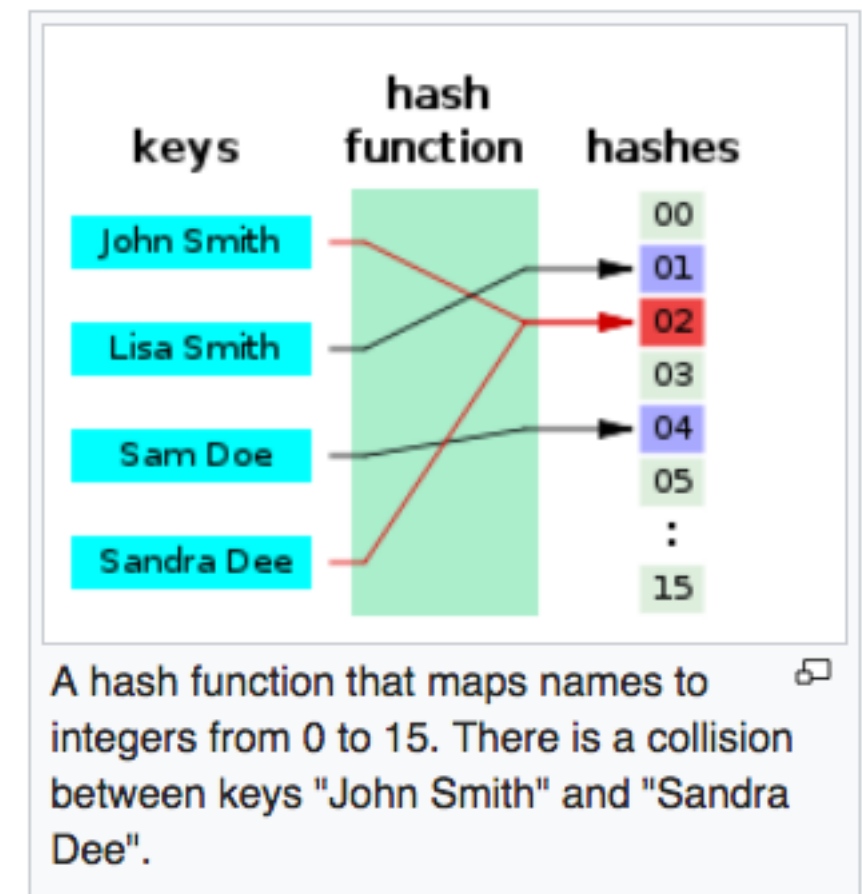 hash
keys function hashes
John Smith
Lisa Smith
Sam Doe
Sandra Dee
00
01
02
03
04
05
:
15
A hash function that maps names to
integers from 0 to 15. There is a collision
between keys "John Smith" and "Sandra
Dee".